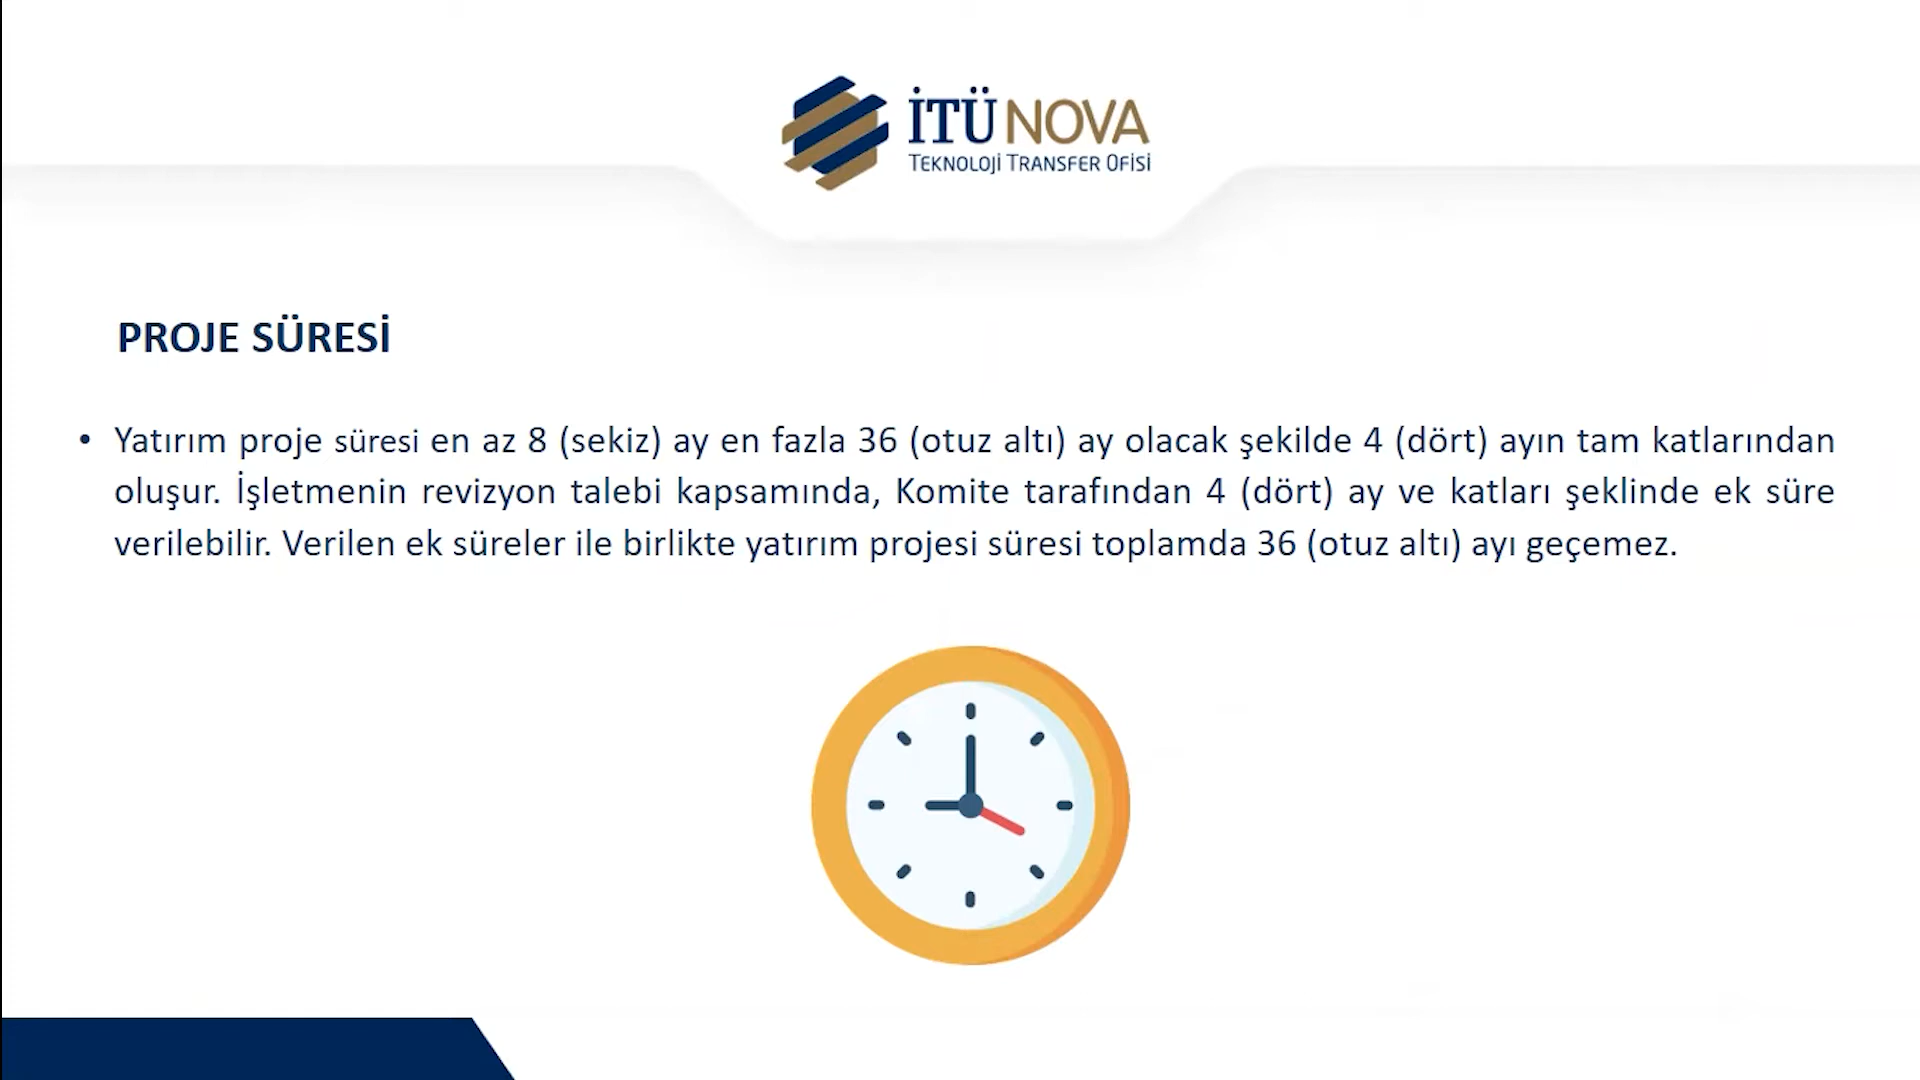 İTÜ NOVA
TEKNOLOJİ TRANSFER OFİSİ
PROJE SÜRESİ
• Yatırım proje süresi en az 8 (sekiz) ay en fazla 36 (otuz altı) ay olacak şekilde 4 (dört) ayın tam katlarından
oluşur. İşletmenin revizyon talebi kapsamında, Komite tarafından 4 (dört) ay ve katları şeklinde ek süre
verilebilir. Verilen ek süreler ile birlikte yatırım projesi süresi toplamda 36 (otuz altı) ayı geçemez.